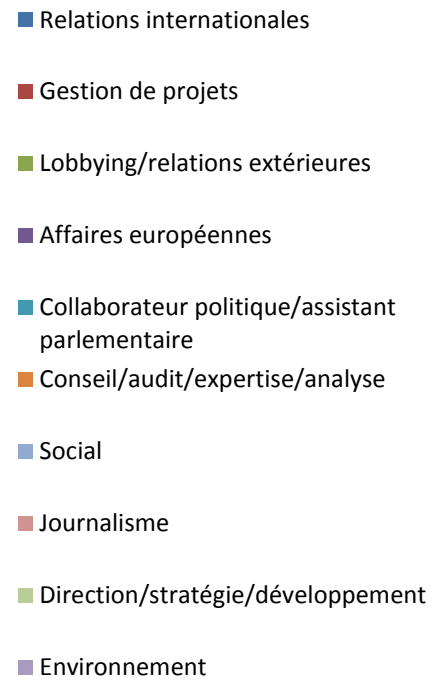 Relations internationales
Gestion de projets
Lobbying/relations extérieures
Affaires européennes
Collaborateur politique/assistant
parlementaire
Conseil/audit/expertise/analyse
Social
Journalisme
Direction/stratégie/développement
Environnement